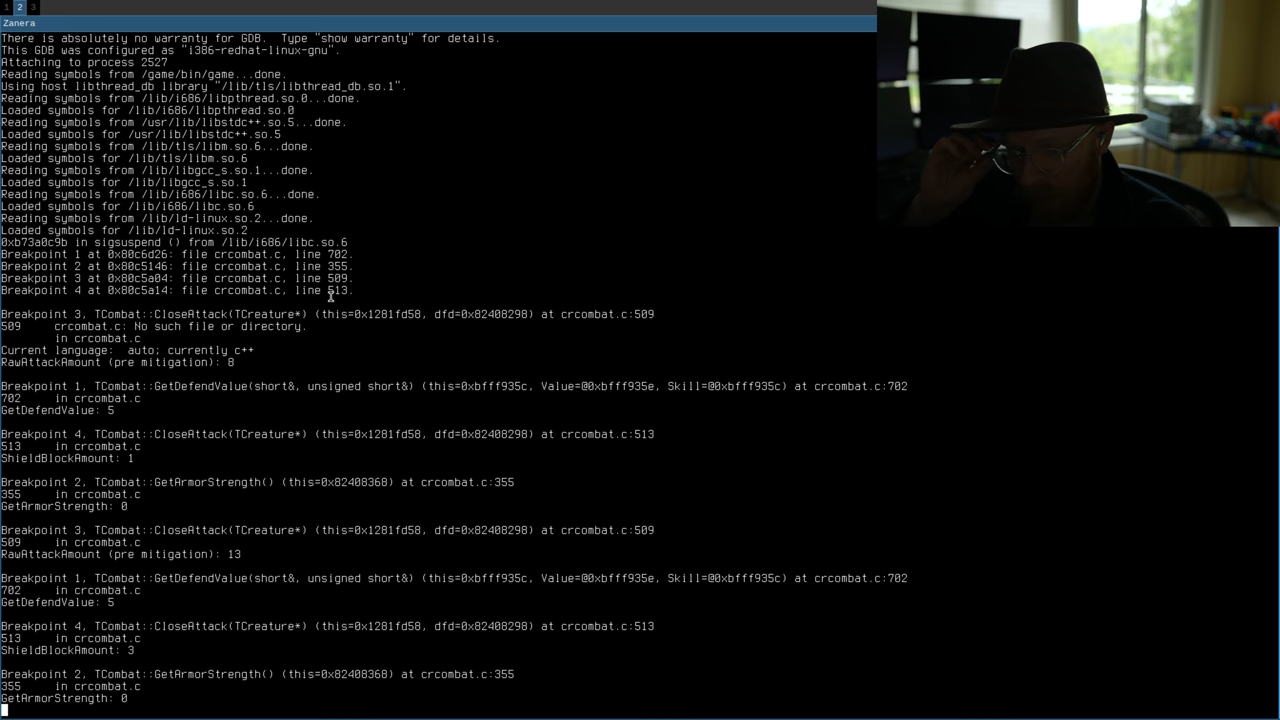 1 2 3
Zanera
There is absolutely no warranty for GDB.  Type "show warranty" for details.
This GDB was configured as "i386-redhat-linux-gnu".
Attaching to process 2527
Reading symbols from /game/bin/game...done.
Using host libthread_db library "/lib/tls/libthread_db.so.1".
Reading symbols from /lib/i686/libpthread.so.0...done.
Loaded symbols for /lib/i686/libpthread.so.0
Reading symbols from /usr/lib/libstdc++.so.5...done.
Loaded symbols for /usr/lib/libstdc++.so.5
Reading symbols from /lib/tls/libm.so.6...done.
Loaded symbols for /lib/tls/libm.so.6
Reading symbols from /lib/libgcc_s.so.1...done.
Loaded symbols for /lib/libgcc_s.so.1
Reading symbols from /lib/i686/libc.so.6...done.
Loaded symbols for /lib/i686/libc.so.6
Reading symbols from /lib/ld-linux.so.2...done.
Loaded symbols for /lib/ld-linux.so.2
0xb73a0c9b in sigsuspend () from /lib/i686/libc.so.6
Breakpoint 1 at 0x80c6d26: file crcombat.c, line 702.
Breakpoint 2 at 0x80c5146: file crcombat.c, line 355.
Breakpoint 3 at 0x80c5a04: file crcombat.c, line 509.
Breakpoint 4 at 0x80c5a14: file crcombat.c, line 513.
Breakpoint 3, TCombat::CloseAttack(TCreature*) (this=0x1281fd58, dfd=0x82408298) at crcombat.c:509
509     crcombat.c: No such file or directory.
in crcombat.c
Current language:  auto; currently c++
RawAttackAmount (pre mitigation): 8
Breakpoint 1, TCombat::GetDefendValue(short&, unsigned short&) (this=0xbfff935c, Value=@0xbfff935e, Skill=@0xbfff935c) at crcombat.c:702
702     in crcombat.c
GetDefendValue: 5
Breakpoint 4, TCombat::CloseAttack(TCreature*) (this=0x1281fd58, dfd=0x82408298) at crcombat.c:513
513     in crcombat.c
ShieldBlockAmount: 1
Breakpoint 2, TCombat::GetArmorStrength() (this=0x82408368) at crcombat.c:355
355     in crcombat.c
GetArmorStrength: 0
Breakpoint 3, TCombat::CloseAttack(TCreature*) (this=0x1281fd58, dfd=0x82408298) at crcombat.c:509
509     in crcombat.c
RawAttackAmount (pre mitigation): 13
Breakpoint 1, TCombat::GetDefendValue(short&, unsigned short&) (this=0xbfff935c, Value=@0xbfff935e, Skill=@0xbfff935c) at crcombat.c:702
702     in crcombat.c
GetDefendValue: 5
Breakpoint 4, TCombat::CloseAttack(TCreature*) (this=0x1281fd58, dfd=0x82408298) at crcombat.c:513
513     in crcombat.c
ShieldBlockAmount: 3
Breakpoint 2, TCombat::GetArmorStrength() (this=0x82408368) at crcombat.c:355
355     in crcombat.c
GetArmorStrength: 0